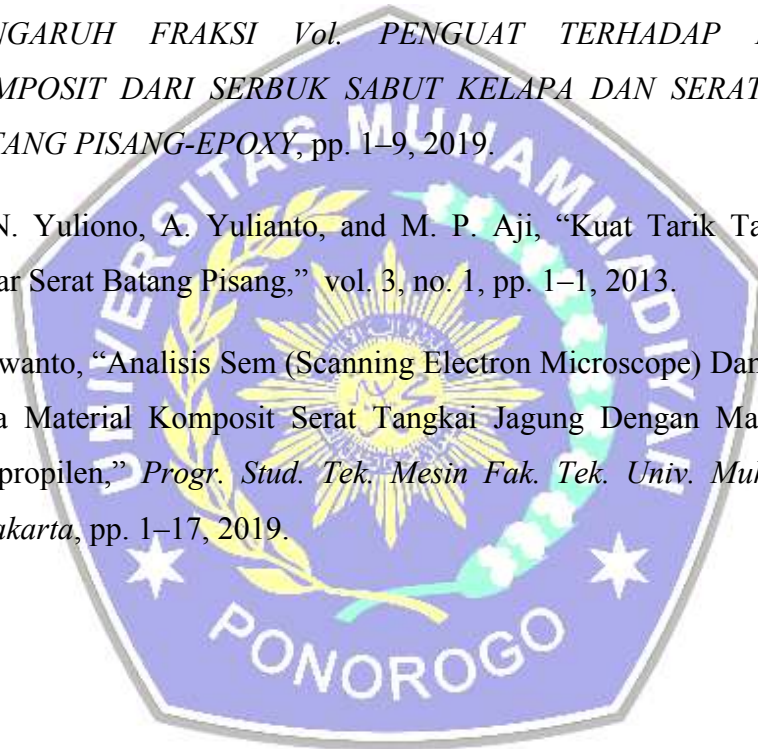 NGARUH FRAKSI Vol. PENGUAT TERHADAP
MPOSIT DARI SERBUK SABUT KELAPA DAN SERAT
TANG PISANG-EPOXY, pp. 1–9, 2019.
N. Yuliono, A. Yulianto, and M. P. Aji, “Kuat Tarik Ta
ar Serat Batang Pisang,” vol. 3, no. 1, pp. 1–1, 2013.
wanto, “Analisis Sem (Scanning Electron Microscope) Dan
a Material Komposit Serat Tangkai Jagung Dengan Ma
propilen,” Progr. Stud. Tek. Mesin Fak. Tek. Univ. Mu
akarta, pp. 1–17, 2019.
UNIVERSITAS MUHAMMADIYAH
PONOROGO